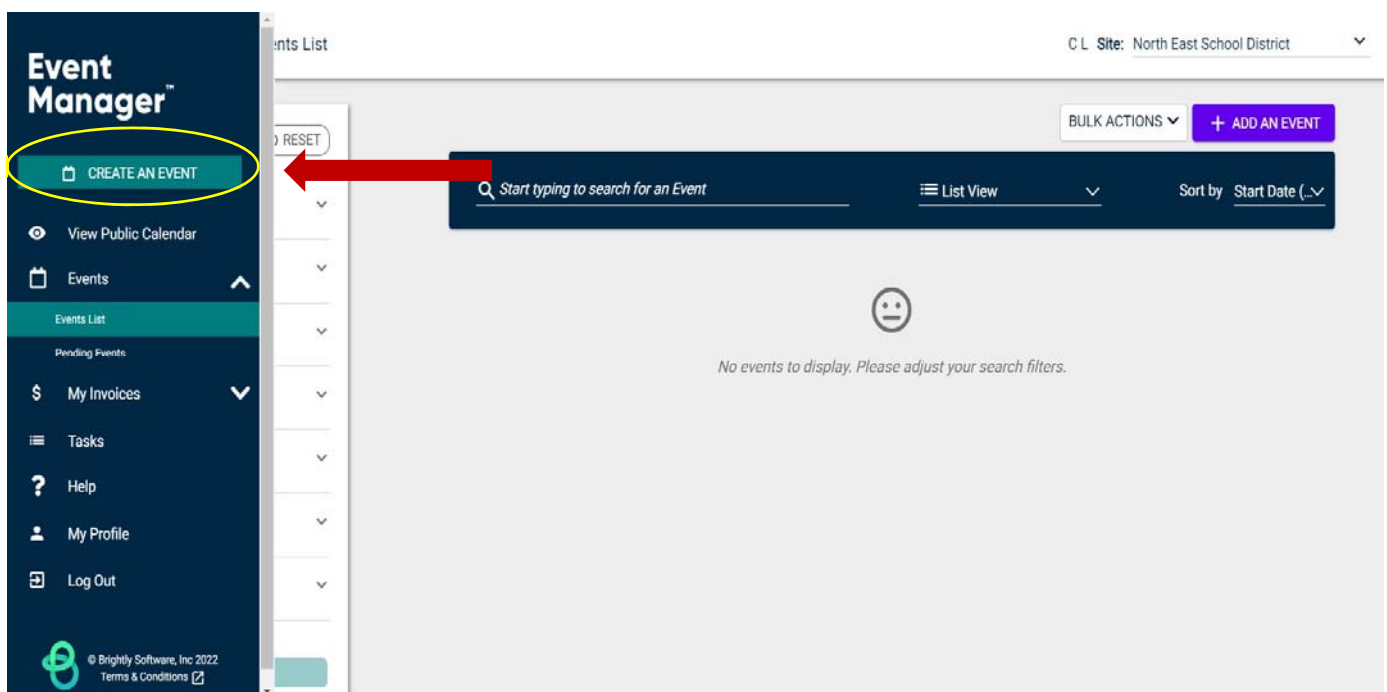 Event
Manager™
CREATE AN EVENT
View Public Calendar
Events
Events List
Pending Events
$ My Invoices
Tasks
? Help
My Profile
Log Out
© Brightly Software, Inc 2022
Terms & Conditions
nts List
C L Site: North East School District
RESET
BULK ACTIONS
+ ADD AN EVENT
Start typing to search for an Event
List View
Sort by Start Date (...
No events to display. Please adjust your search filters.